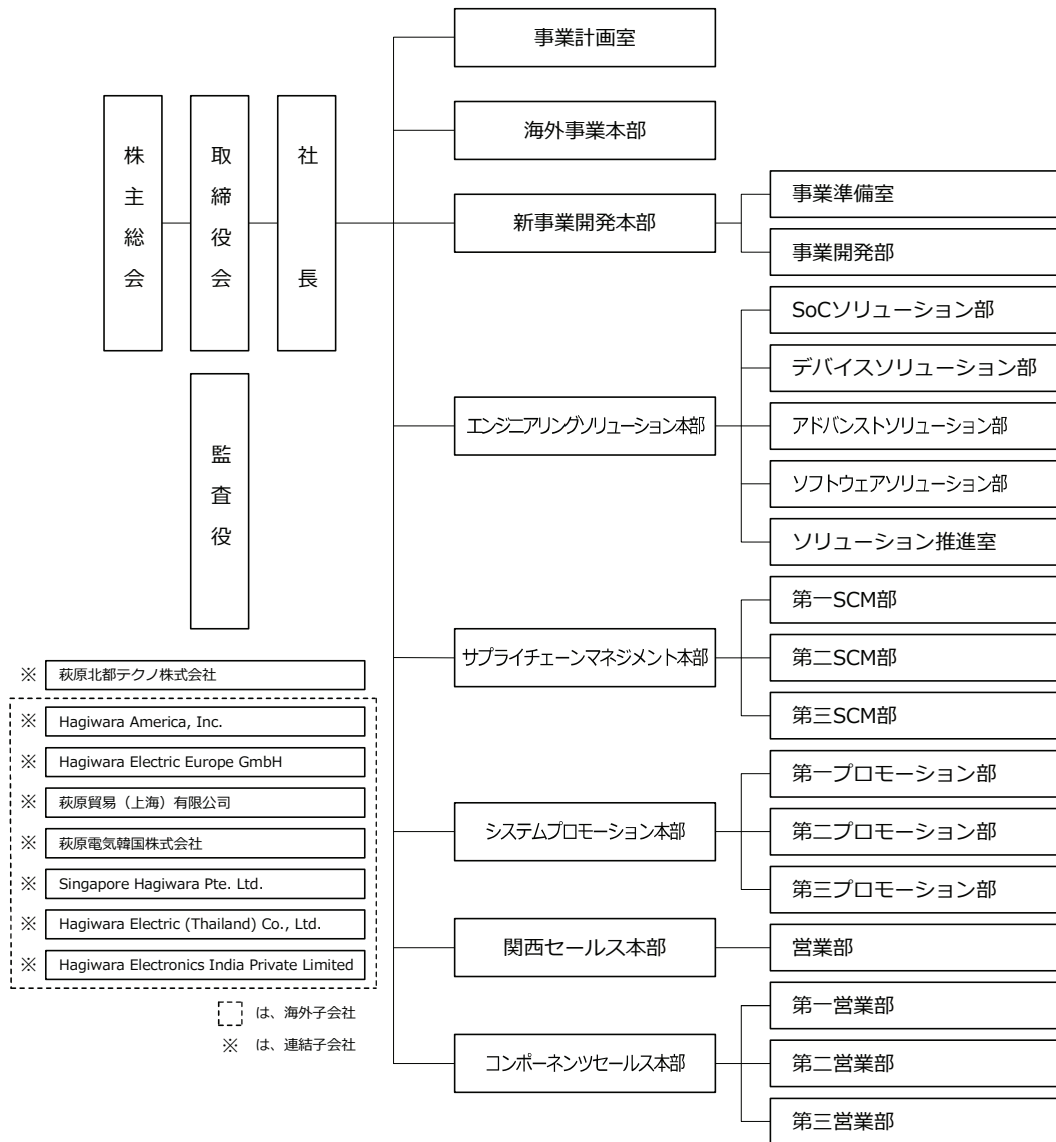 株主総会
取締役会
社長
監査役
事業計画室
海外事業本部
新事業開発本部
事業準備室
事業開発部
エンジニアリングソリューション本部
SoCソリューション部
デバイスソリューション部
アドバンストソリューション部
ソフトウェアソリューション部
ソリューション推進室
サプライチェーンマネジメント本部
第一SCM部
第二SCM部
第三SCM部
システムプロモーション本部
第一プロモーション部
第二プロモーション部
第三プロモーション部
関西セールス本部
営業部
コンポーネンツセールス本部
第一営業部
第二営業部
第三営業部
※ 萩原北都テクノ株式会社
※ Hagiwara America, Inc.
※ Hagiwara Electric Europe GmbH
※ 萩原貿易（上海）有限公司
※ 萩原電気韓国株式会社
※ Singapore Hagiwara Pte. Ltd.
※ Hagiwara Electric (Thailand) Co., Ltd.
※ Hagiwara Electronics India Private Limited
は、海外子会社
※ は、連結子会社